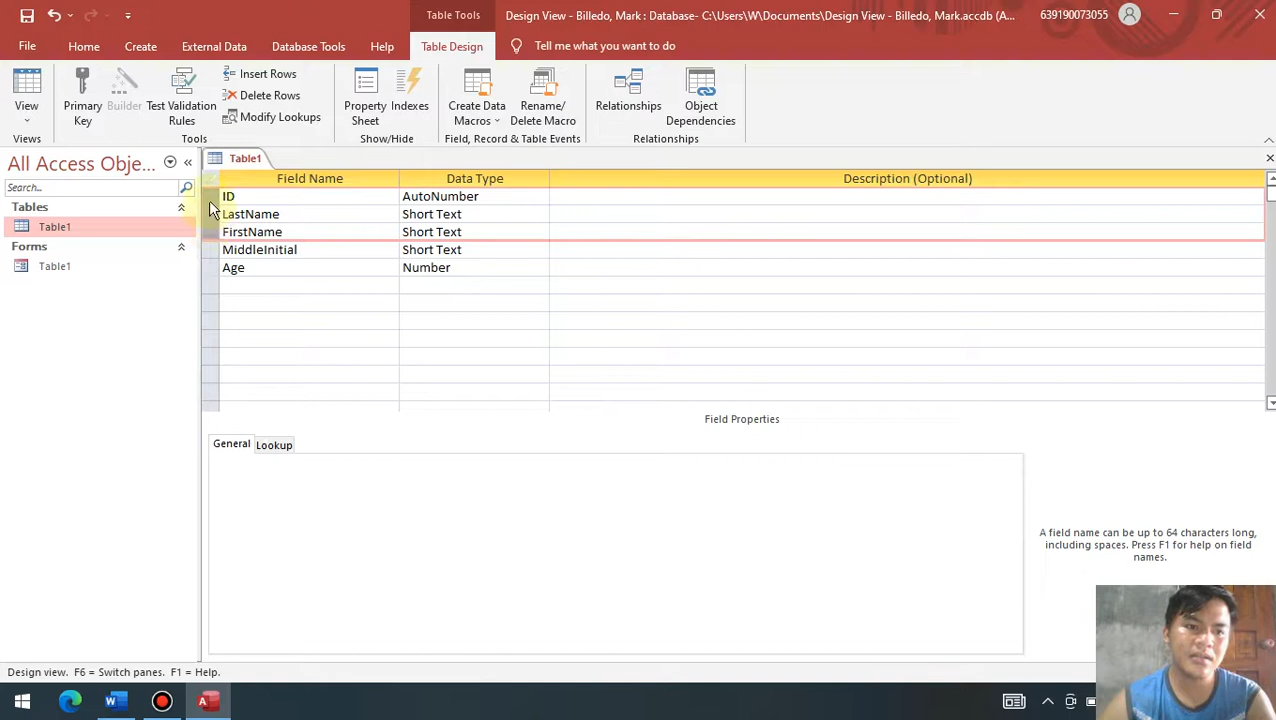 Table Tools
Design View - Billedo, Mark : Database- C:\Users\W\Documents\Design View - Billedo, Mark.accdb (A...
639190073055
File
Home
Create
External Data
Database Tools
Help
Table Design
Tell me what you want to do
View
Primary Key
Builder
Test Validation Rules
Insert Rows
Delete Rows
Modify Lookups
Property Sheet
Indexes
Create Data Macros
Rename/ Delete Macro
Relationships
Object Dependencies
Views
Tools
Show/Hide
Field, Record & Table Events
Relationships
All Access Obje...
Search...
Tables
Table1
Forms
Table1
Table1
Field Name Data Type Description (Optional)
ID AutoNumber
LastName Short Text
FirstName Short Text
MiddleInitial Short Text
Age Number
Field Properties
General Lookup
A field name can be up to 64 characters long,
including spaces. Press F1 for help on field
names.
Design view. F6 = Switch panes. F1 = Help.